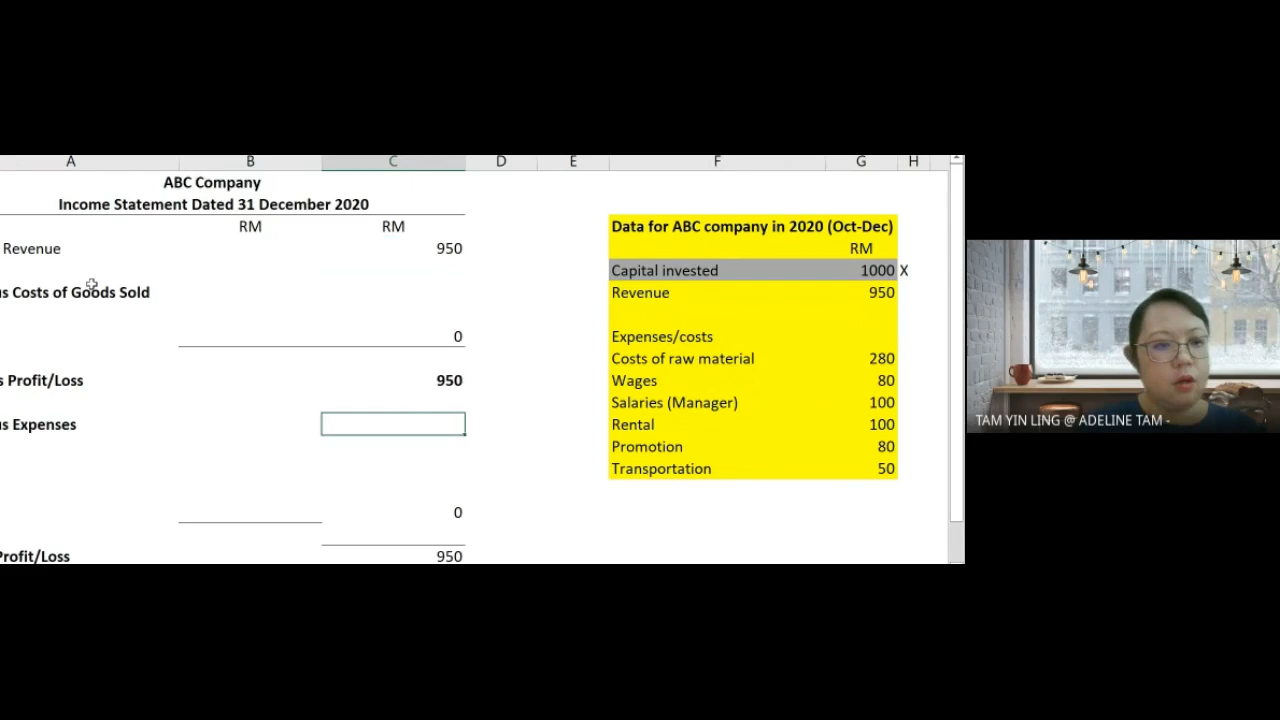 A B C D E F G H
ABC Company
Income Statement Dated 31 December 2020
RM RM
Revenue 950
s Costs of Goods Sold
0
s Profit/Loss 950
s Expenses
0
Profit/Loss 950
Data for ABC company in 2020 (Oct-Dec)
RM
Capital invested 1000 X
Revenue 950
Expenses/costs
Costs of raw material 280
Wages 80
Salaries (Manager) 100
Rental 100
Promotion 80
Transportation 50
TAM YIN LING @ ADELINE TAM -